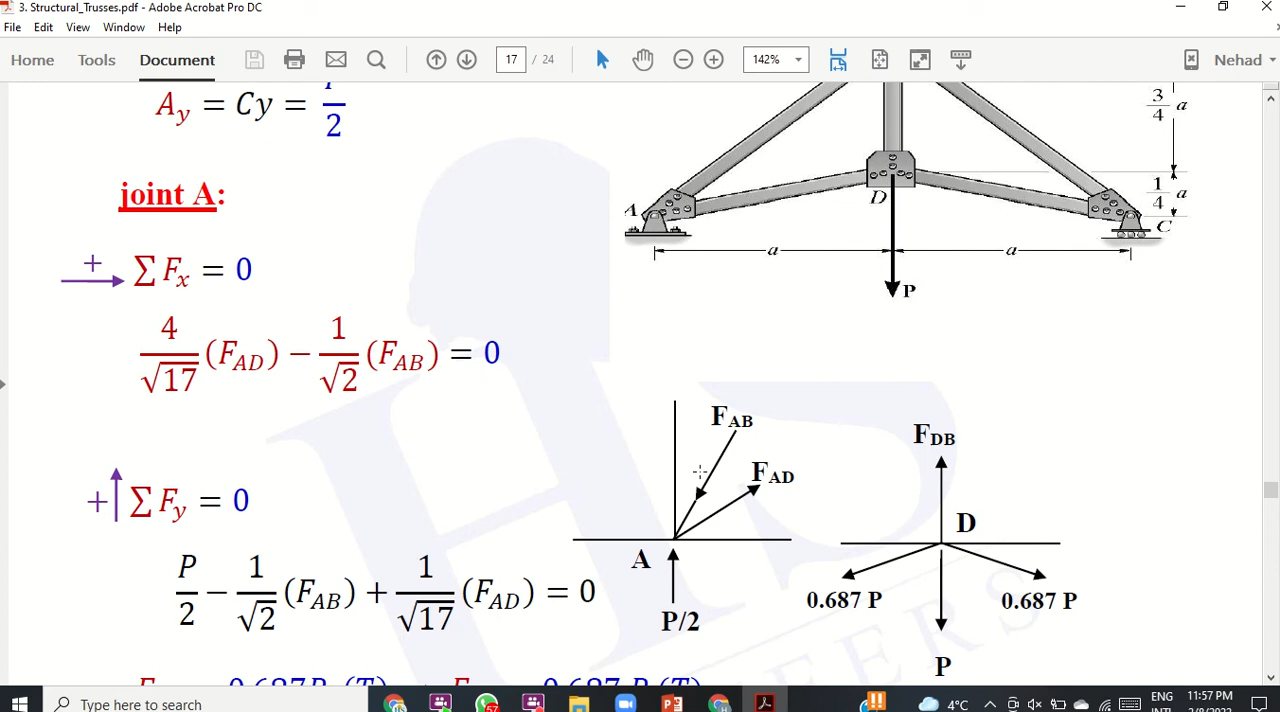 3. Structural_Trusses.pdf - Adobe Acrobat Pro DC
File Edit View Window Help
Home Tools Document 17 / 24 142% Nehad
A_y = Cy = P/2
joint A:
+ ∑ F_x = 0
4/√17 (F_AD) − 1/√2 (F_AB) = 0
+ ∑ F_y = 0
P/2 − 1/√2 (F_AB) + 1/√17 (F_AD) = 0
3/4 a
1/4 a
A
D
C
a
a
P
F_AB
F_AD
A
P/2
F_DB
D
0.687 P
0.687 P
P
Type here to search
57
4°C
ENG
INTL
11:57 PM